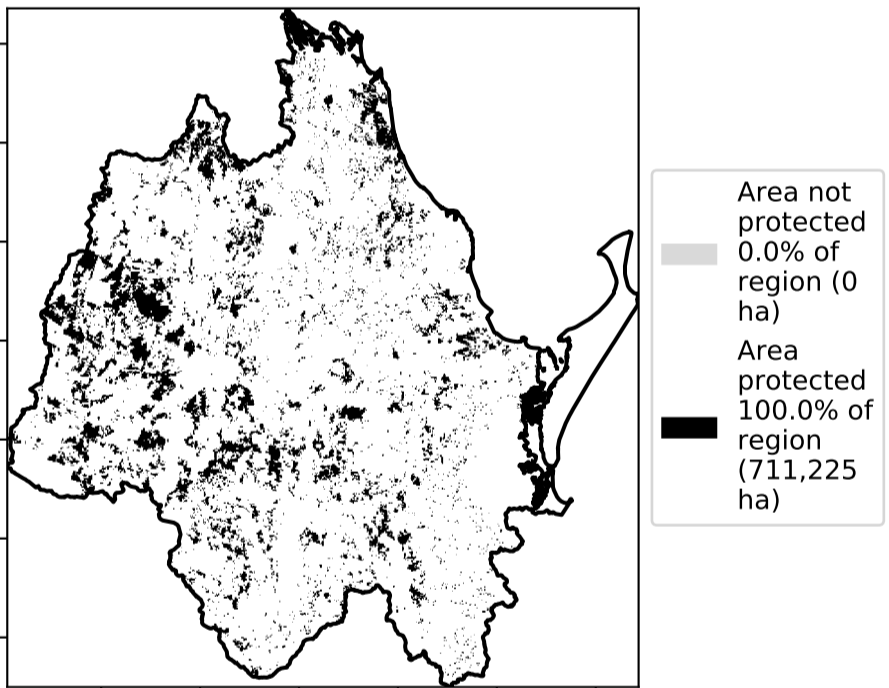 Area not
protected
0.0% of
region (0
ha)
Area
protected
100.0% of
region
(711,225
ha)